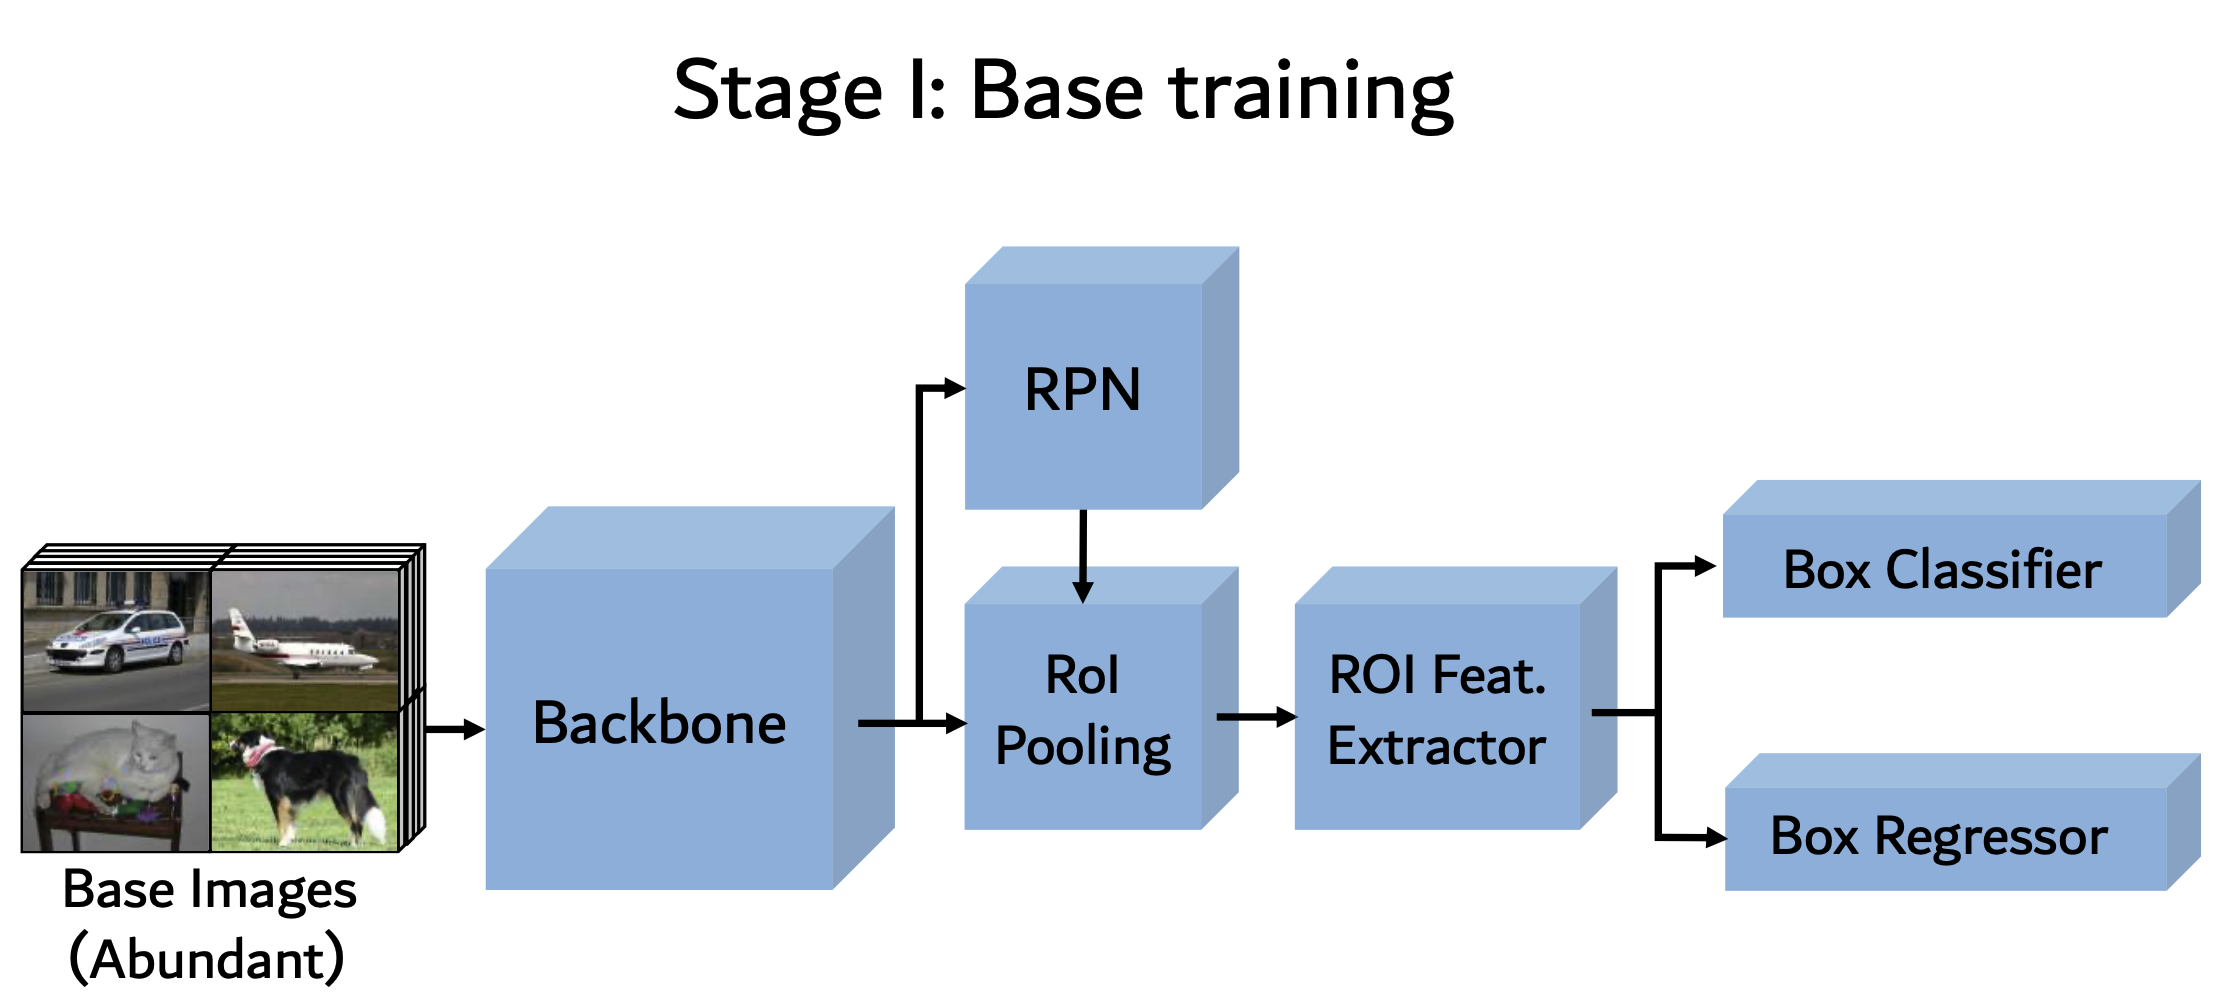 Stage I: Base training
RPN
Backbone
RoI
Pooling
ROI Feat.
Extractor
Box Classifier
Box Regressor
Base Images
(Abundant)